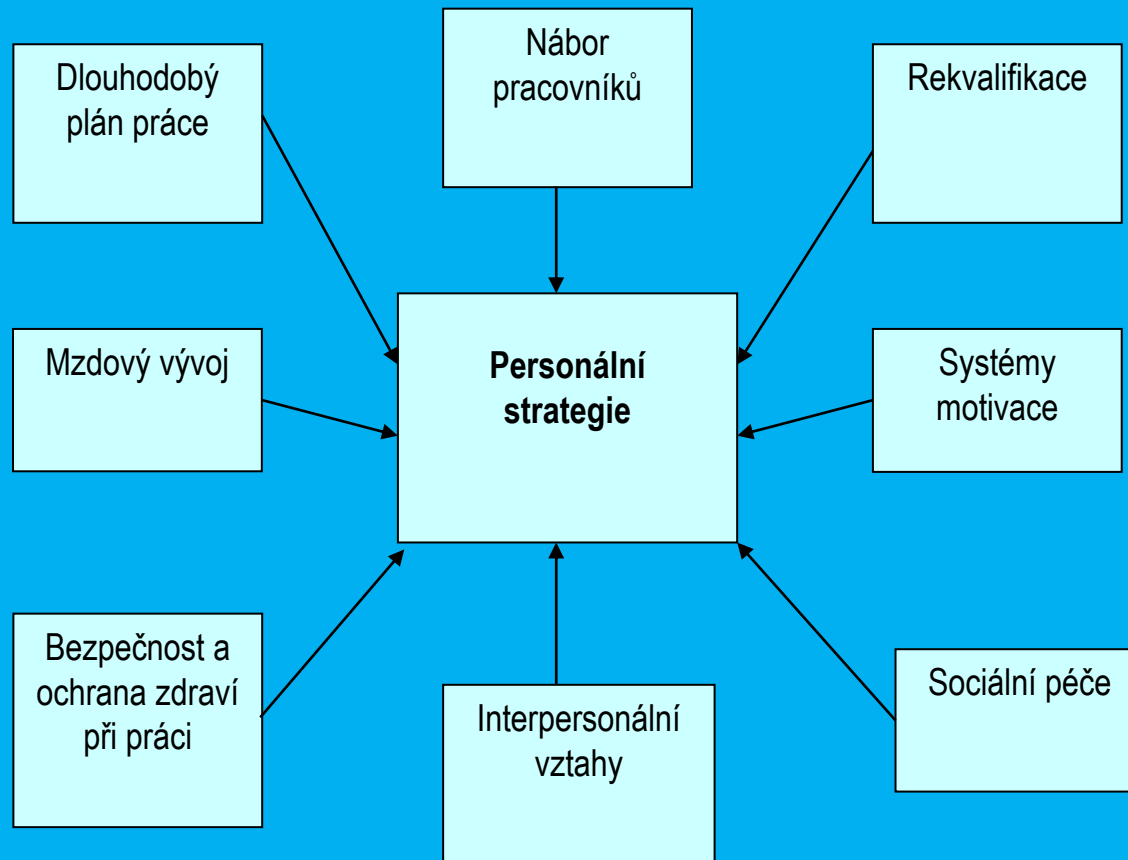 Dlouhodobý
plán práce
Nábor
pracovníků
Rekvalifikace
Mzdový vývoj
Personální
strategie
Systémy
motivace
Bezpečnost a
ochrana zdraví
při práci
Interpersonální
vztahy
Sociální péče